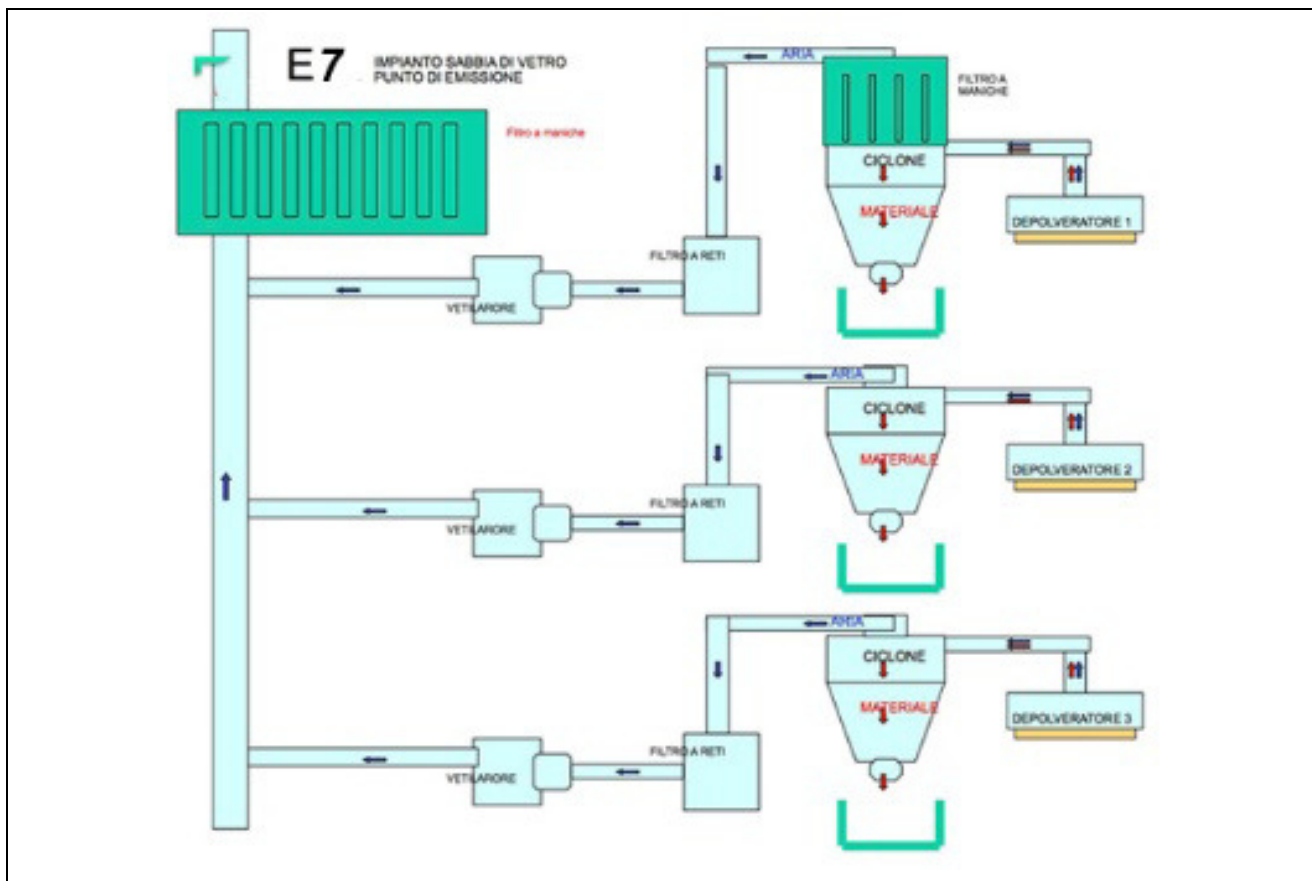 E7
IMPIANTO SABBIA DI VETRO
PUNTO DI EMISSIONE
Filtro a maniche
ARIA
FILTRO A
MANICHE
CICLONE
MATERIALE
DEPOLVERATORE 1
FILTRO A RETI
VETILARORE
ARIA
CICLONE
MATERIALE
DEPOLVERATORE 2
FILTRO A RETI
VETILARORE
ARIA
CICLONE
MATERIALE
DEPOLVERATORE 3
FILTRO A RETI
VETILARORE